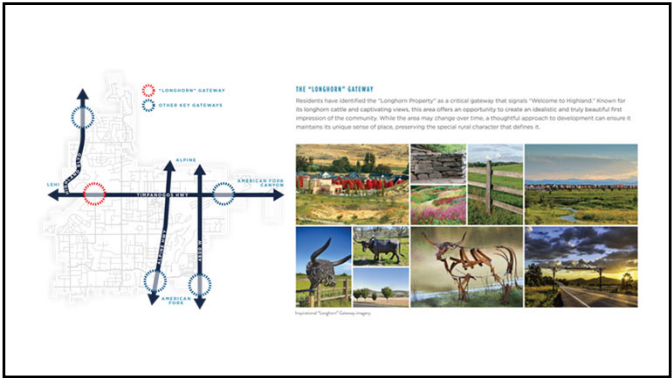 "LONGHORN" GATEWAY
OTHER KEY GATEWAYS
ALPINE
LEHI
AMERICAN FORK
CANYON
TIMPANOGOS HWY
AMERICAN
FORK
THE "LONGHORN" GATEWAY
Residents have identified the "Longhorn Property" as a critical gateway that signals "Welcome to Highland." Known for
its longhorn cattle and captivating views, this area offers an opportunity to create an idealistic and truly beautiful first
impression of the community. While the area may change over time, a thoughtful approach to development can ensure it
maintains its unique sense of place, preserving the special rural character that defines it.
Inspirational "Longhorn" Gateway imagery.